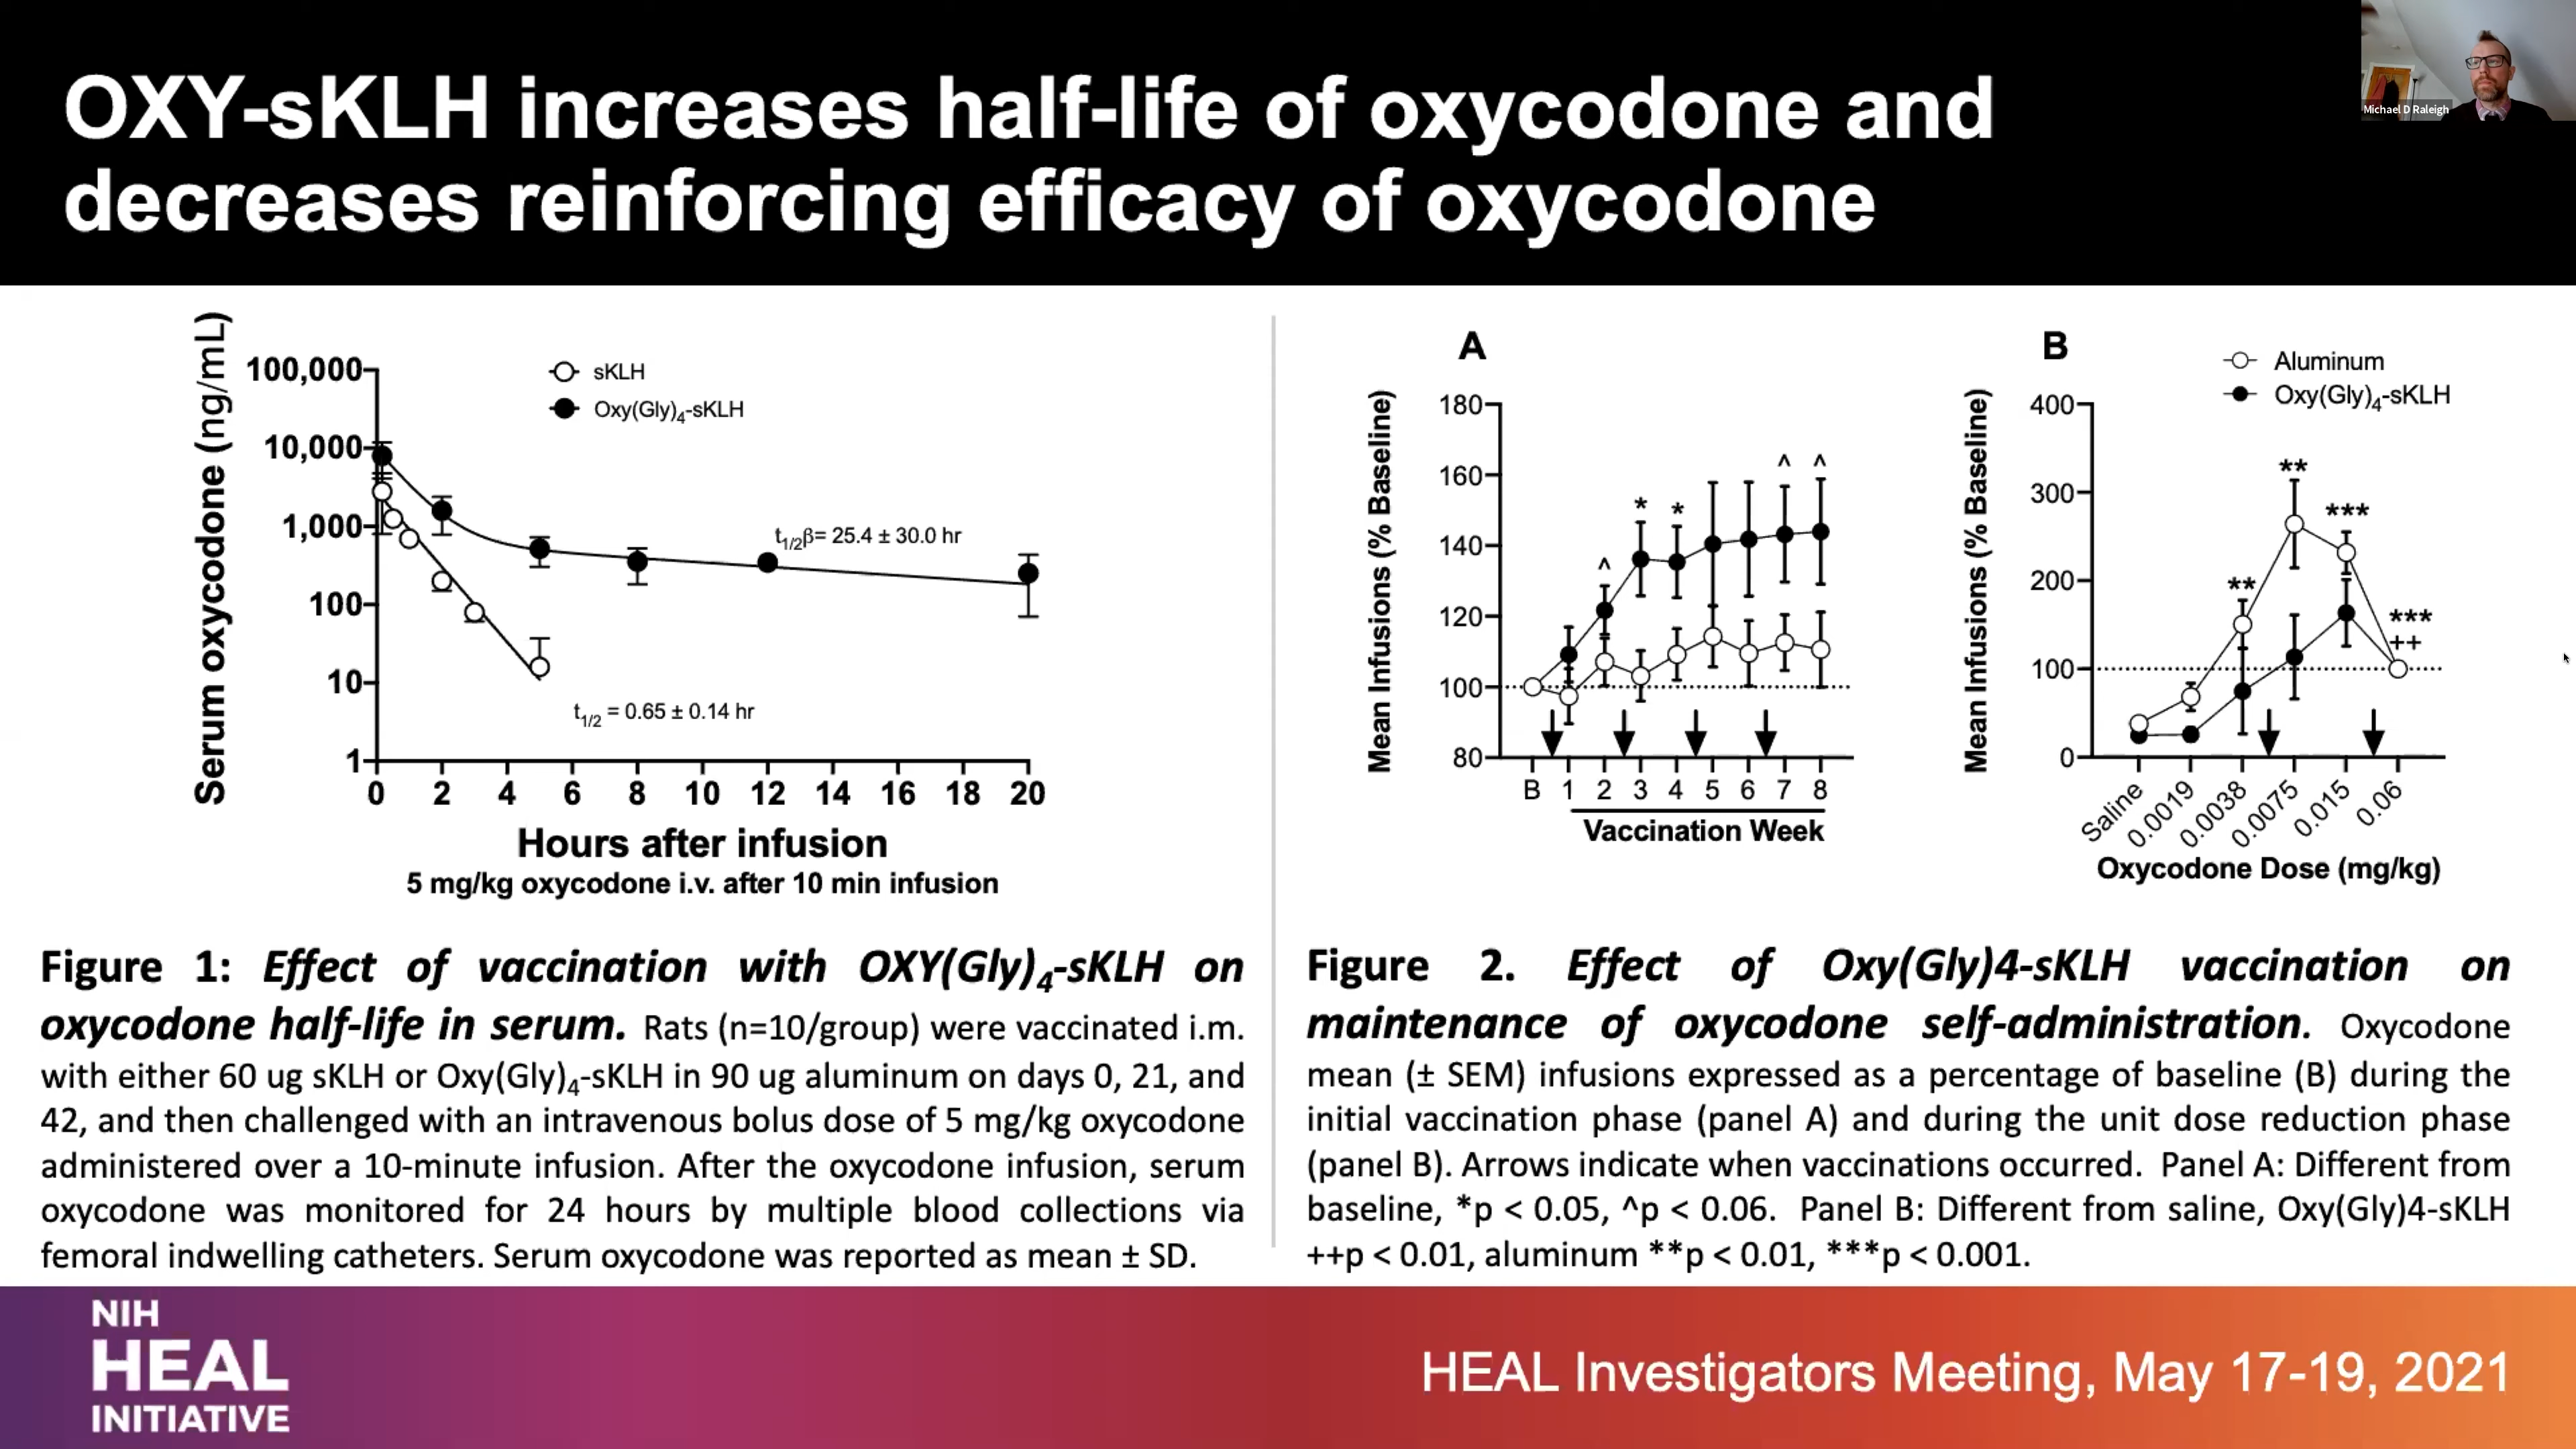 OXY-sKLH increases half-life of oxycodone and
decreases reinforcing efficacy of oxycodone
Michael D Raleigh
Serum oxycodone (ng/mL)
100,000
10,000
1,000
100
10
1
sKLH
Oxy(Gly)4-sKLH
t1/2β= 25.4 ± 30.0 hr
t1/2 = 0.65 ± 0.14 hr
0 2 4 6 8 10 12 14 16 18 20
Hours after infusion
5 mg/kg oxycodone i.v. after 10 min infusion
Figure 1: Effect of vaccination with OXY(Gly)4-sKLH on
oxycodone half-life in serum. Rats (n=10/group) were vaccinated i.m.
with either 60 ug sKLH or Oxy(Gly)4-sKLH in 90 ug aluminum on days 0, 21, and
42, and then challenged with an intravenous bolus dose of 5 mg/kg oxycodone
administered over a 10-minute infusion. After the oxycodone infusion, serum
oxycodone was monitored for 24 hours by multiple blood collections via
femoral indwelling catheters. Serum oxycodone was reported as mean ± SD.
A
Mean Infusions (% Baseline)
180
160
140
120
100
80
^ * * ^ ^
B 1 2 3 4 5 6 7 8
Vaccination Week
B
Aluminum
Oxy(Gly)4-sKLH
Mean Infusions (% Baseline)
400
300
200
100
0
** ** *** ***
++
Saline 0.0019 0.0038 0.0075 0.015 0.06
Oxycodone Dose (mg/kg)
Figure 2. Effect of Oxy(Gly)4-sKLH vaccination on
maintenance of oxycodone self-administration. Oxycodone
mean (± SEM) infusions expressed as a percentage of baseline (B) during the
initial vaccination phase (panel A) and during the unit dose reduction phase
(panel B). Arrows indicate when vaccinations occurred. Panel A: Different from
baseline, *p < 0.05, ^p < 0.06. Panel B: Different from saline, Oxy(Gly)4-sKLH
++p < 0.01, aluminum **p < 0.01, ***p < 0.001.
NIH
HEAL
INITIATIVE
HEAL Investigators Meeting, May 17-19, 2021